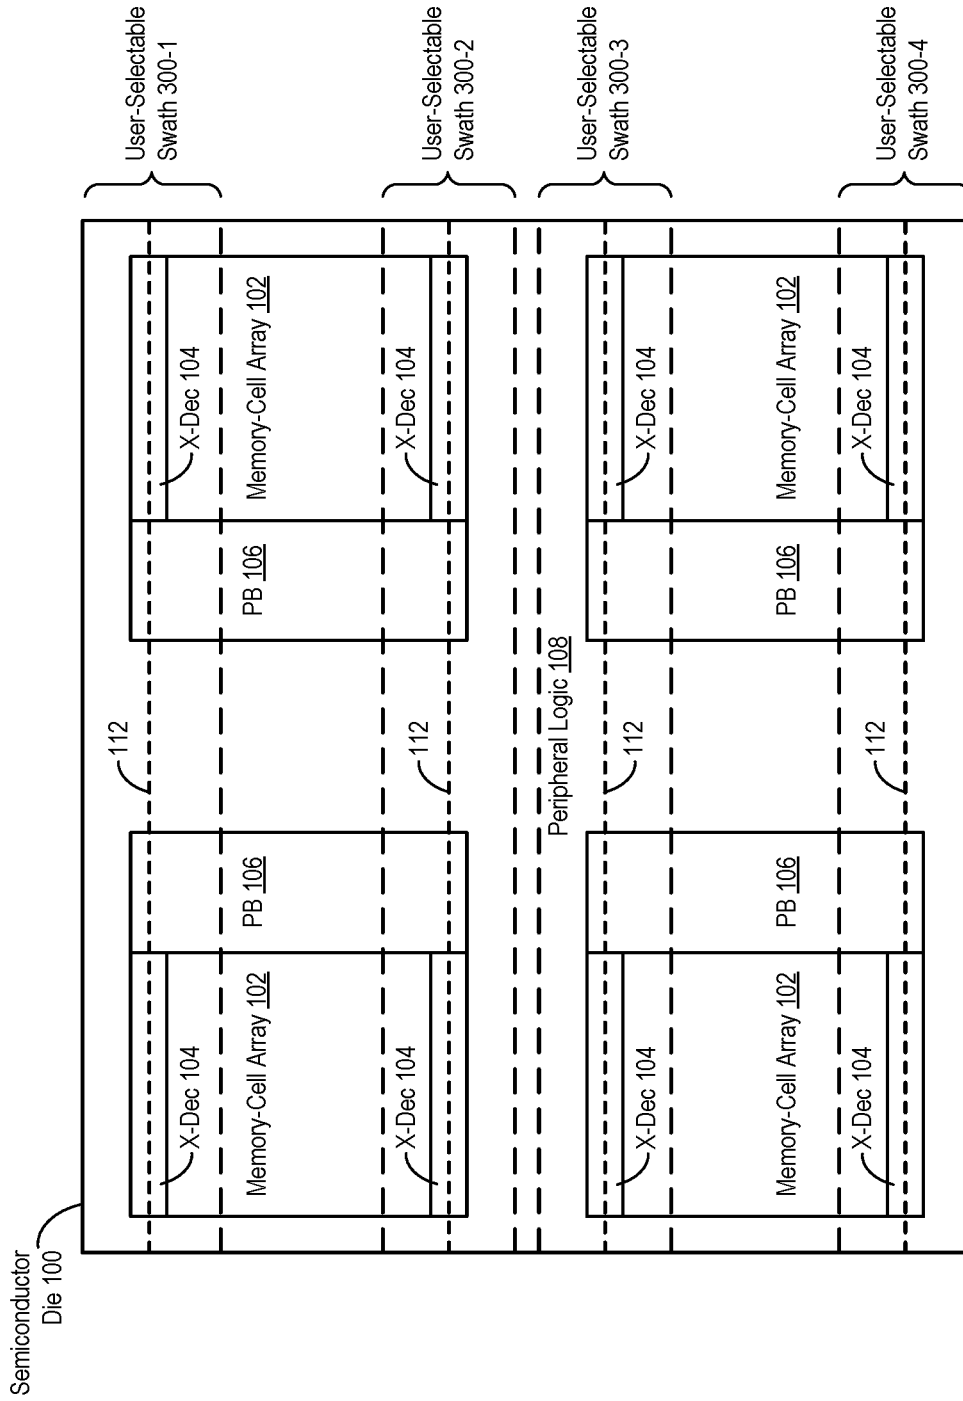 Semiconductor
Die 100
112
User-Selectable
Swath 300-1
X-Dec 104
X-Dec 104
Memory-Cell Array 102
PB 106
PB 106
Memory-Cell Array 102
X-Dec 104
112
X-Dec 104
User-Selectable
Swath 300-2
Peripheral Logic 108
User-Selectable
Swath 300-3
X-Dec 104
112
X-Dec 104
Memory-Cell Array 102
PB 106
PB 106
Memory-Cell Array 102
X-Dec 104
112
X-Dec 104
User-Selectable
Swath 300-4